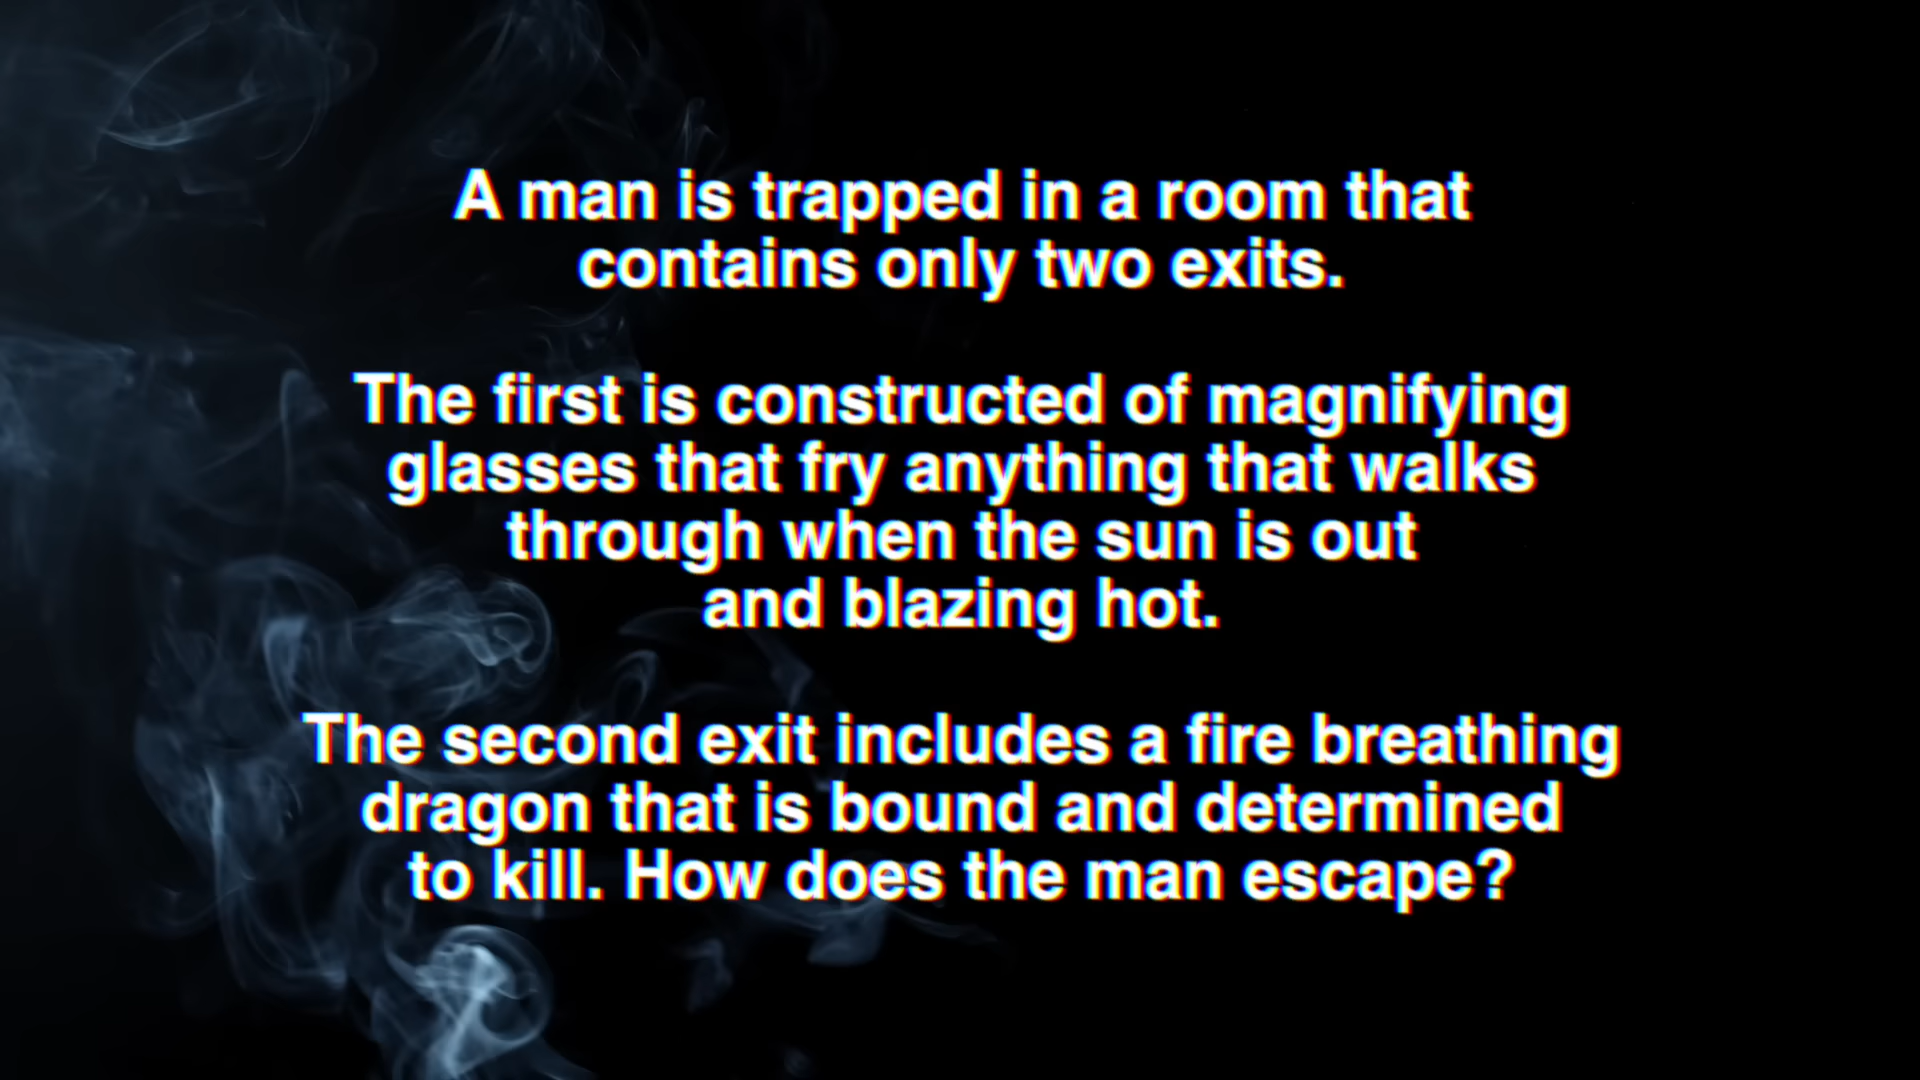 A man is trapped in a room that
contains only two exits.
The first is constructed of magnifying
glasses that fry anything that walks
through when the sun is out
and blazing hot.
The second exit includes a fire breathing
dragon that is bound and determined
to kill. How does the man escape?